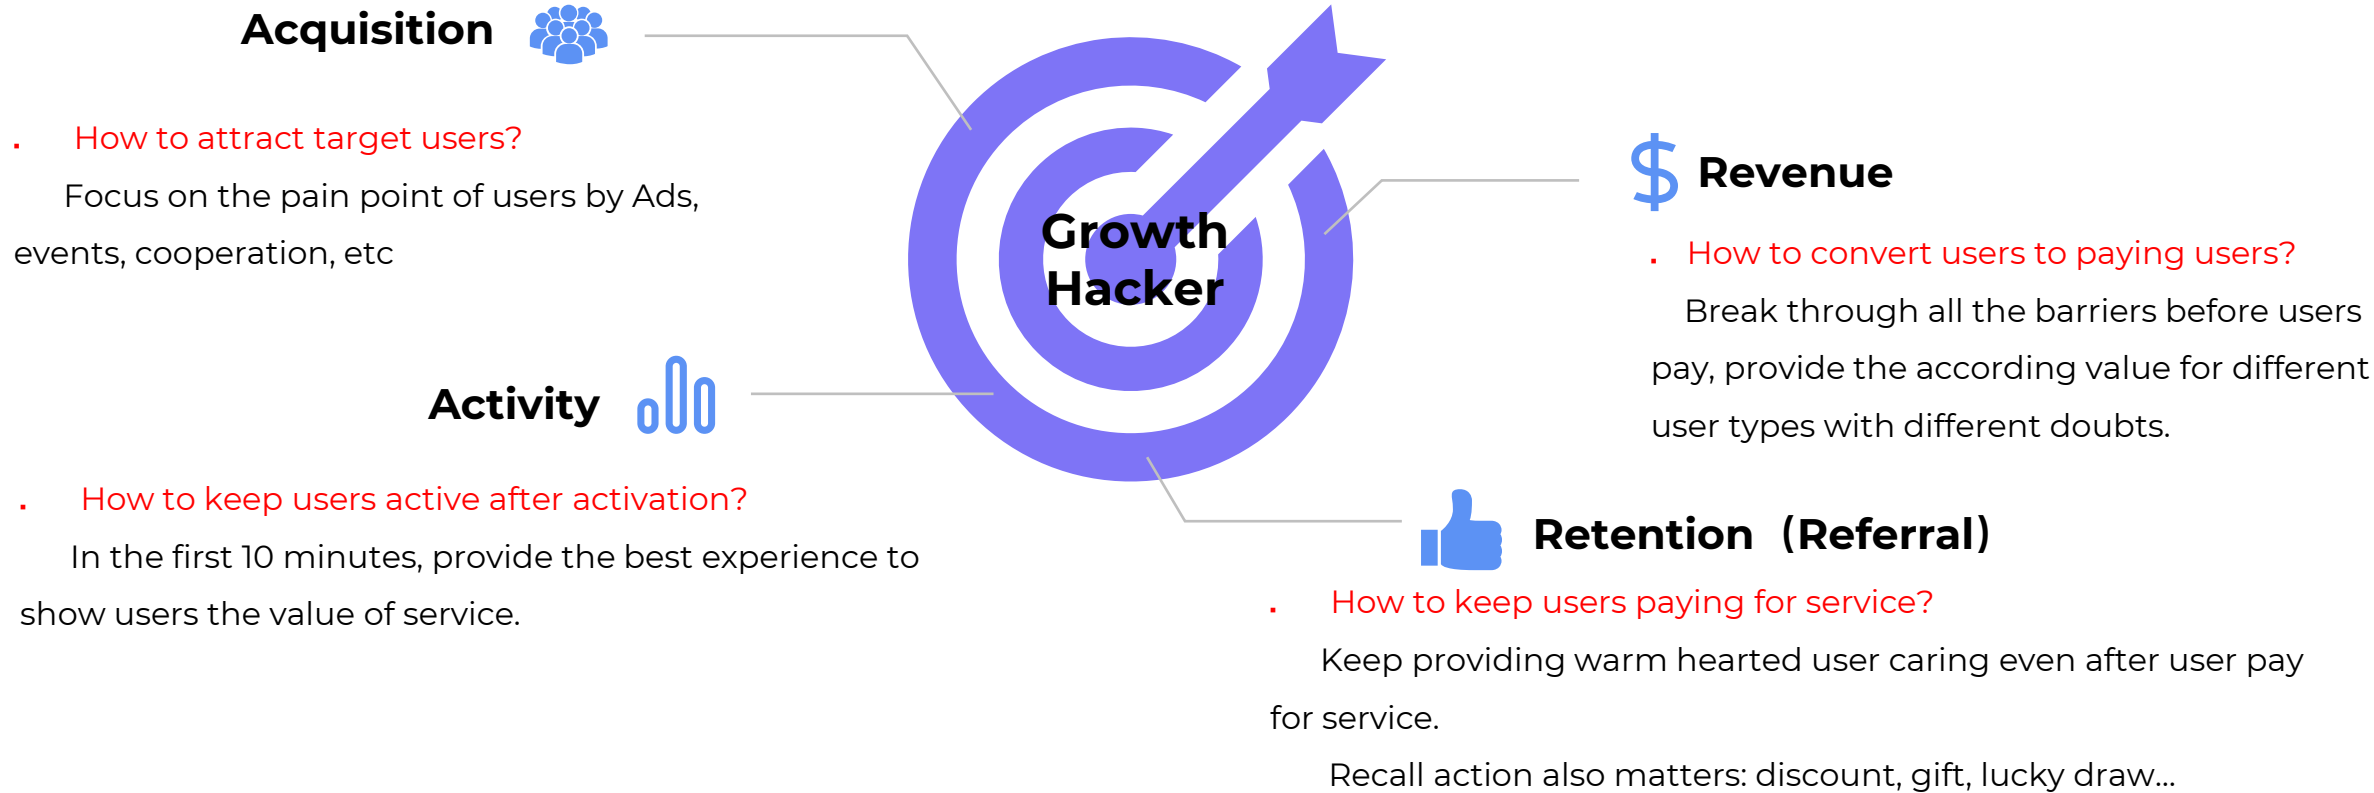 Acquisition
. How to attract target users?
Focus on the pain point of users by Ads,
events, cooperation, etc
Activity
. How to keep users active after activation?
In the first 10 minutes, provide the best experience to
show users the value of service.
Growth
Hacker
Revenue
. How to convert users to paying users?
Break through all the barriers before users
pay, provide the according value for different
user types with different doubts.
Retention（Referral）
. How to keep users paying for service?
Keep providing warm hearted user caring even after user pay
for service.
Recall action also matters: discount, gift, lucky draw...